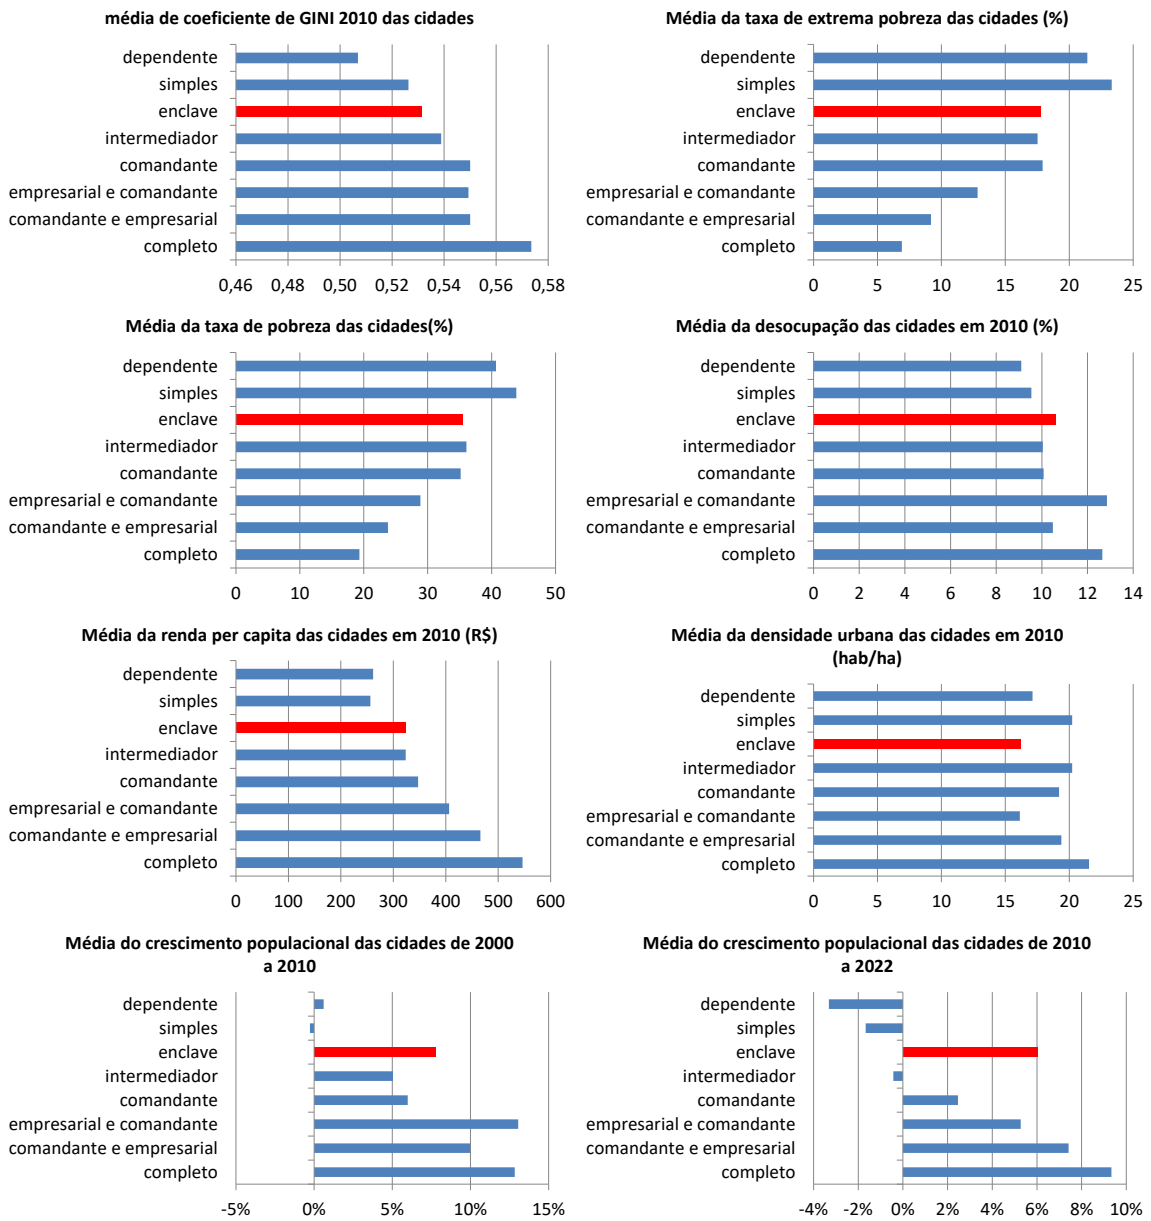 média de coeficiente de GINI 2010 das cidades
dependente
simples
enclave
intermediador
comandante
empresarial e comandante
comandante e empresarial
completo
0,46 0,48 0,50 0,52 0,54 0,56 0,58
Média da taxa de extrema pobreza das cidades (%)
dependente
simples
enclave
intermediador
comandante
empresarial e comandante
comandante e empresarial
completo
0 5 10 15 20 25
Média da taxa de pobreza das cidades(%)
dependente
simples
enclave
intermediador
comandante
empresarial e comandante
comandante e empresarial
completo
0 10 20 30 40 50
Média da desocupação das cidades em 2010 (%)
dependente
simples
enclave
intermediador
comandante
empresarial e comandante
comandante e empresarial
completo
0 2 4 6 8 10 12 14
Média da renda per capita das cidades em 2010 (R$)
dependente
simples
enclave
intermediador
comandante
empresarial e comandante
comandante e empresarial
completo
0 100 200 300 400 500 600
Média da densidade urbana das cidades em 2010
(hab/ha)
dependente
simples
enclave
intermediador
comandante
empresarial e comandante
comandante e empresarial
completo
0 5 10 15 20 25
Média do crescimento populacional das cidades de 2000
a 2010
dependente
simples
enclave
intermediador
comandante
empresarial e comandante
comandante e empresarial
completo
-5% 0% 5% 10% 15%
Média do crescimento populacional das cidades de 2010
a 2022
dependente
simples
enclave
intermediador
comandante
empresarial e comandante
comandante e empresarial
completo
-4% -2% 0% 2% 4% 6% 8% 10%